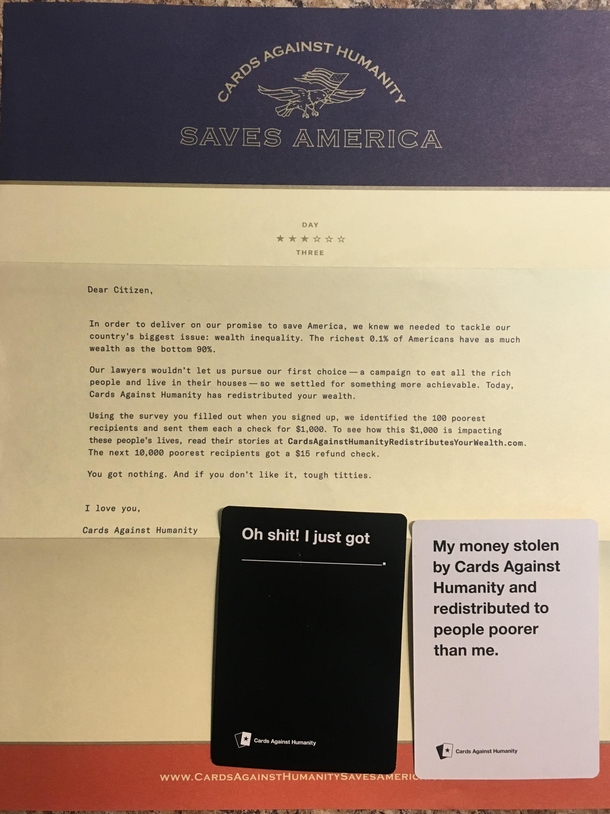 CARDS AGAINST HUMANITY
SAVES AMERICA
DAY
THREE
Dear Citizen,
In order to deliver on our promise to save America, we knew we needed to tackle our
country's biggest issue: wealth inequality. The richest 0.1% of Americans have as much
wealth as the bottom 90%.
Our lawyers wouldn't let us pursue our first choice — a campaign to eat all the rich
people and live in their houses — so we settled for something more achievable. Today,
Cards Against Humanity has redistributed your wealth.
Using the survey you filled out when you signed up, we identified the 100 poorest
recipients and sent them each a check for $1,000. To see how this $1,000 is impacting
these people's lives, read their stories at CardsAgainstHumanityRedistributesYourWealth.com.
The next 10,000 poorest recipients got a $15 refund check.
You got nothing. And if you don't like it, tough titties.
I love you,
Cards Against Humanity
Oh shit! I just got
.
Cards Against Humanity
My money stolen
by Cards Against
Humanity and
redistributed to
people poorer
than me.
Cards Against Humanity
WWW.CARDSAGAINSTHUMANITYSAVESAMERIC